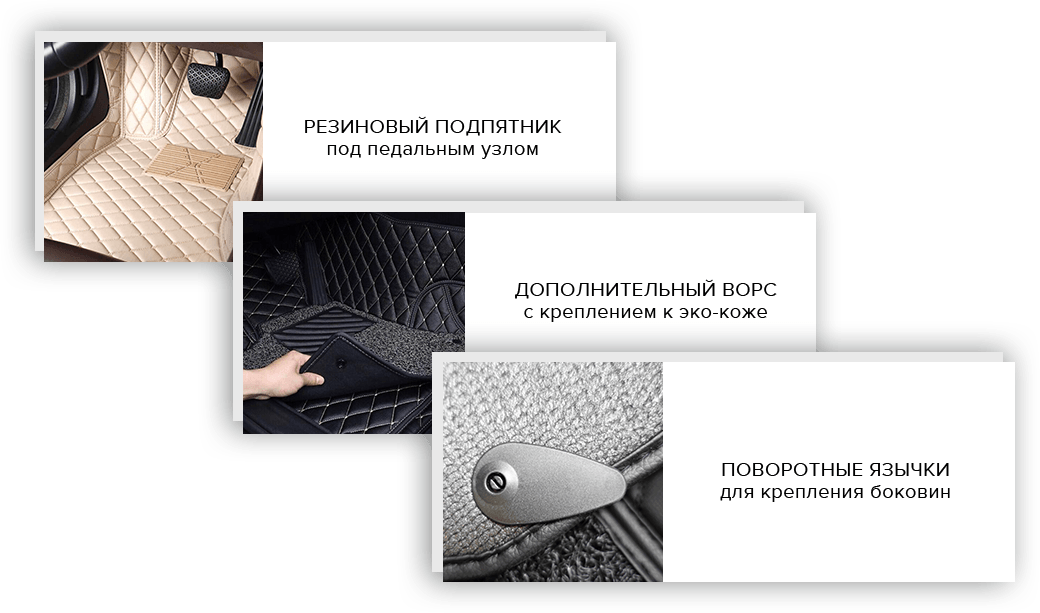 РЕЗИНОВЫЙ ПОДПЯТНИК
под педальным узлом
ДОПОЛНИТЕЛЬНЫЙ ВОРС
с креплением к эко-коже
ПОВОРОТНЫЕ ЯЗЫЧКИ
для крепления боковин